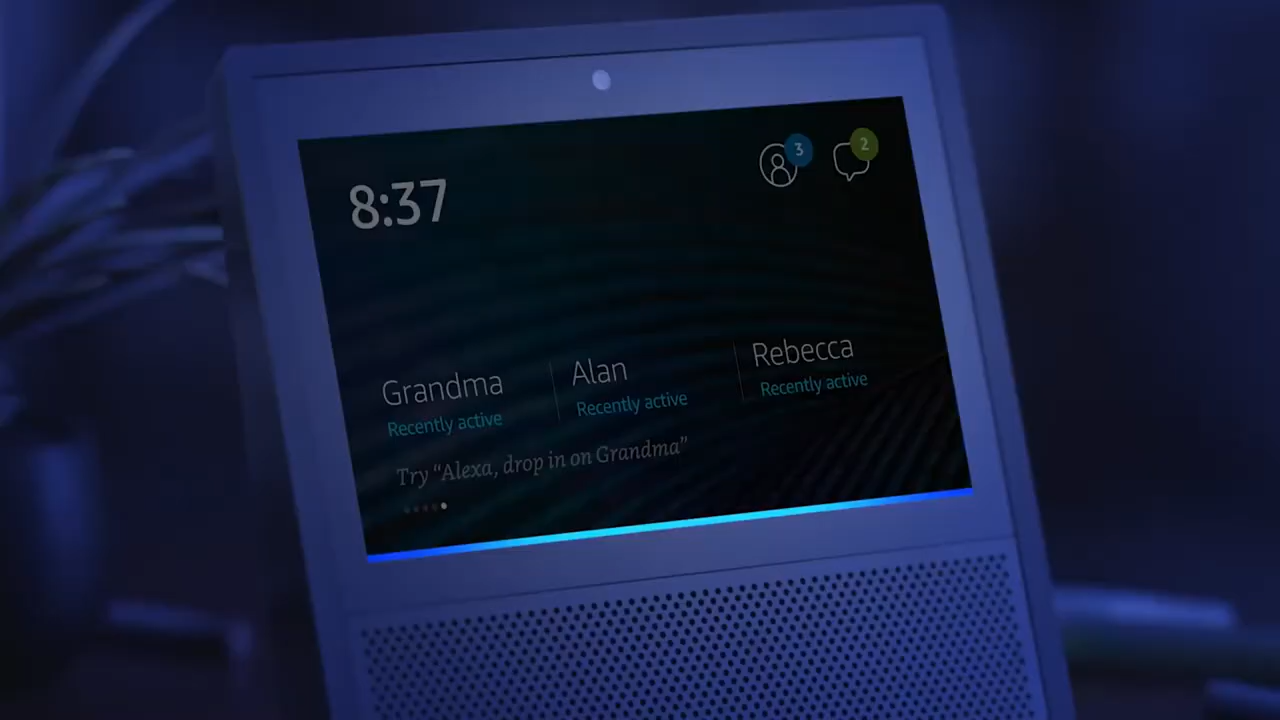 3
2
8:37
Grandma
Alan
Rebecca
Recently active
Recently active
Recently active
Try “Alexa, drop in on Grandma”